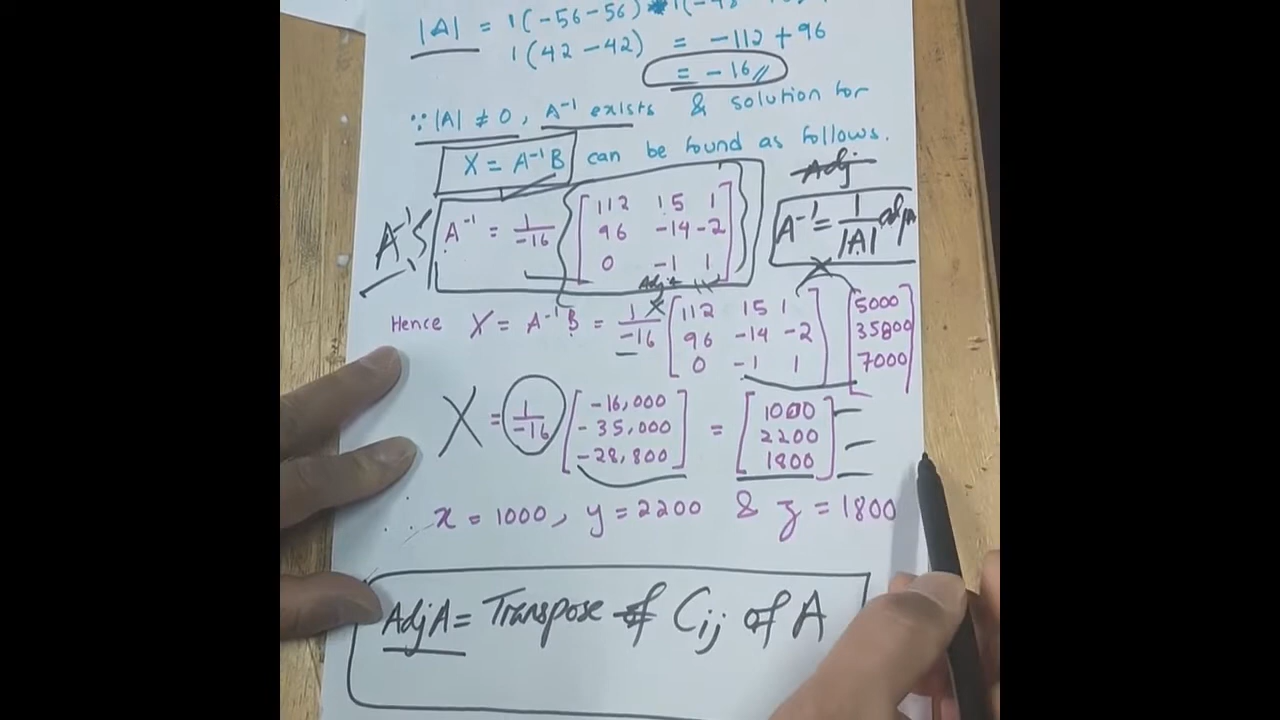 |A| = 1(-56-56)
1(42-42) = -112 + 96
= -16 //
∵ |A| ≠ 0, A⁻¹ exists & solution for
X = A⁻¹B can be found as follows.
Adj
A⁻¹ A⁻¹ = 1/-16 [112 15 1
96 -14 -2
0 -1 1]
A⁻¹ = 1/|A| adj A
Adj A
Hence X = A⁻¹B = 1/-16 [112 15 1
96 -14 -2
0 -1 1] [5000
35800
7000]
X = 1/-16 [-16,000
-35,000
-28,800] = [1000
2200
1800]
∴ x = 1000, y = 2200 & z = 1800
Adj A = Transpose of Cij of A